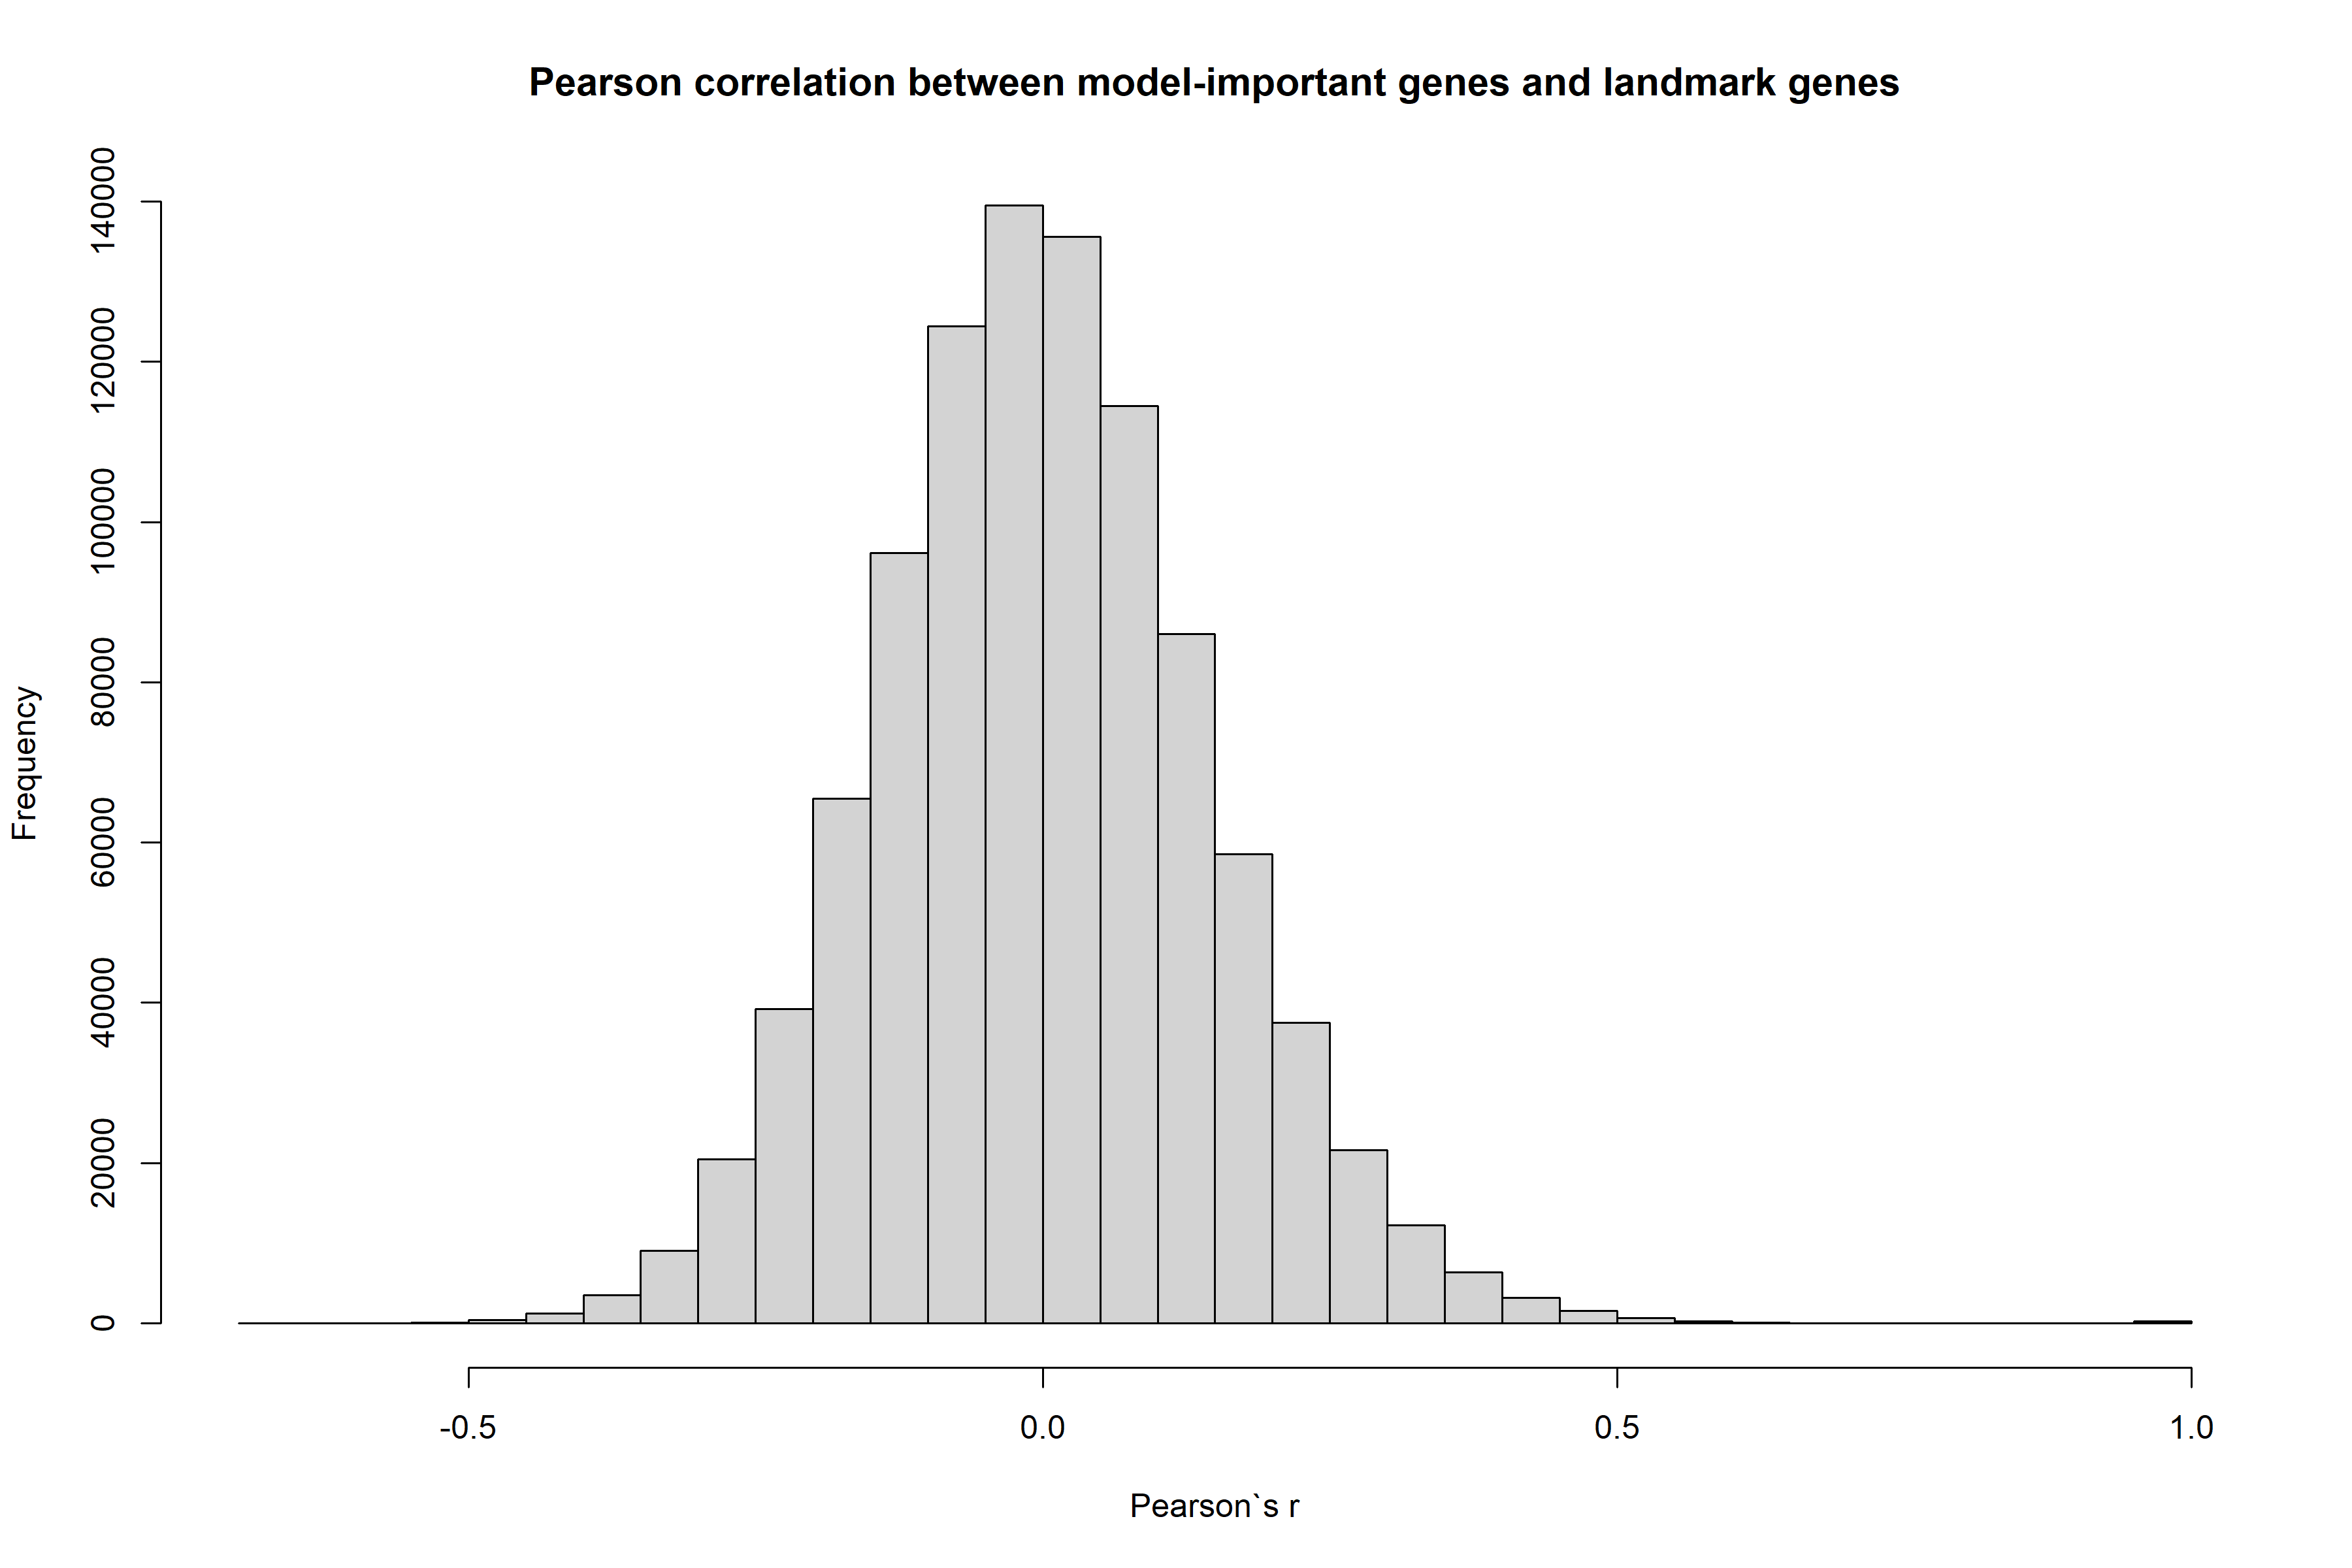 Pearson correlation between model-important genes and landmark genes
140000
120000
100000
80000
60000
40000
20000
0
Frequency
-0.5 0.0 0.5 1.0
Pearson`s r